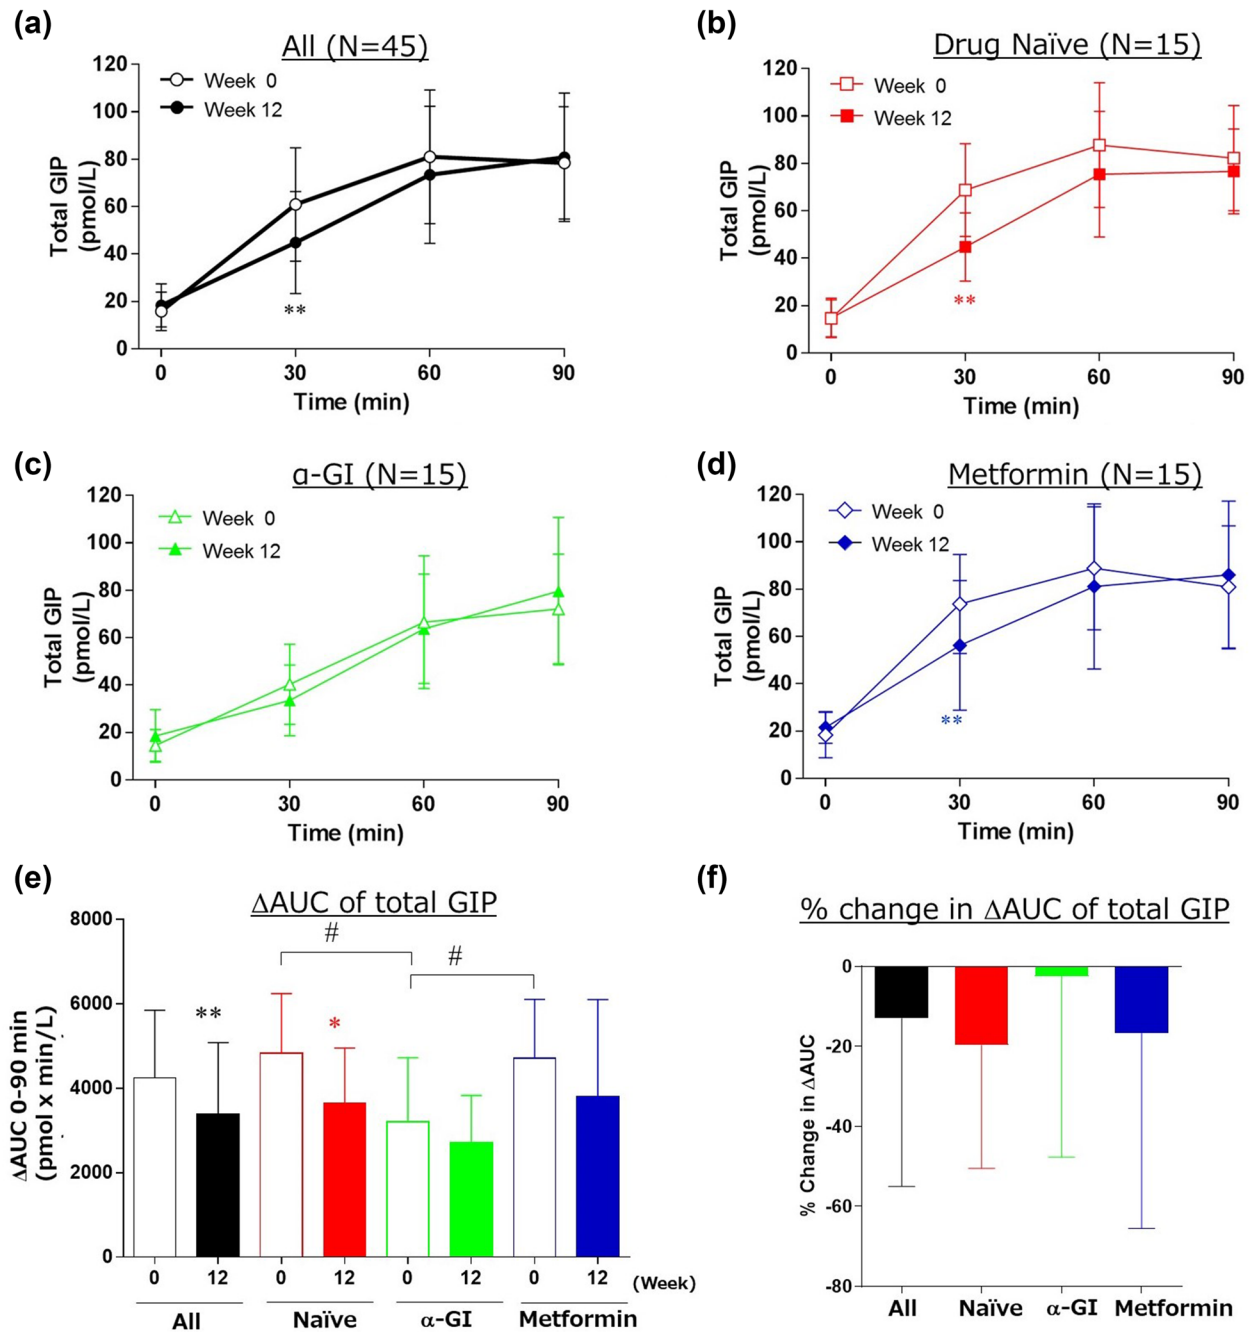 (a)
All (N=45)
Week 0
Week 12
Total GIP
(pmol/L)
120
100
80
60
40
20
0
**
0 30 60 90
Time (min)
(b)
Drug Naïve (N=15)
Week 0
Week 12
Total GIP
(pmol/L)
120
100
80
60
40
20
0
**
0 30 60 90
Time (min)
(c)
α-GI (N=15)
Week 0
Week 12
Total GIP
(pmol/L)
120
100
80
60
40
20
0
0 30 60 90
Time (min)
(d)
Metformin (N=15)
Week 0
Week 12
Total GIP
(pmol/L)
120
100
80
60
40
20
0
**
0 30 60 90
Time (min)
(e)
ΔAUC of total GIP
ΔAUC 0-90 min
(pmol x min/L)
8000
6000
4000
2000
0
#
#
**
*
0 12 0 12 0 12 0 12 (Week)
All Naïve α-GI Metformin
(f)
% change in ΔAUC of total GIP
% Change in ΔAUC
0
-20
-40
-60
-80
All Naïve α-GI Metformin